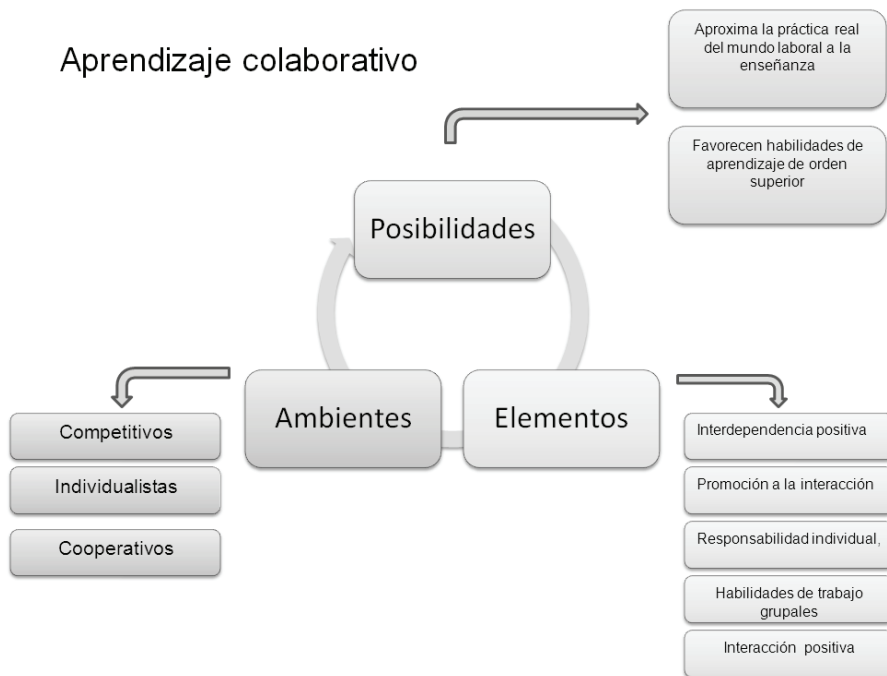 Aprendizaje colaborativo
Aproxima la práctica real
del mundo laboral a la
enseñanza
Favorecen habilidades de
aprendizaje de orden
superior
Posibilidades
Ambientes
Elementos
Competitivos
Individualistas
Cooperativos
Interdependencia positiva
Promoción a la interacción
Responsabilidad individual,
Habilidades de trabajo
grupales
Interacción positiva